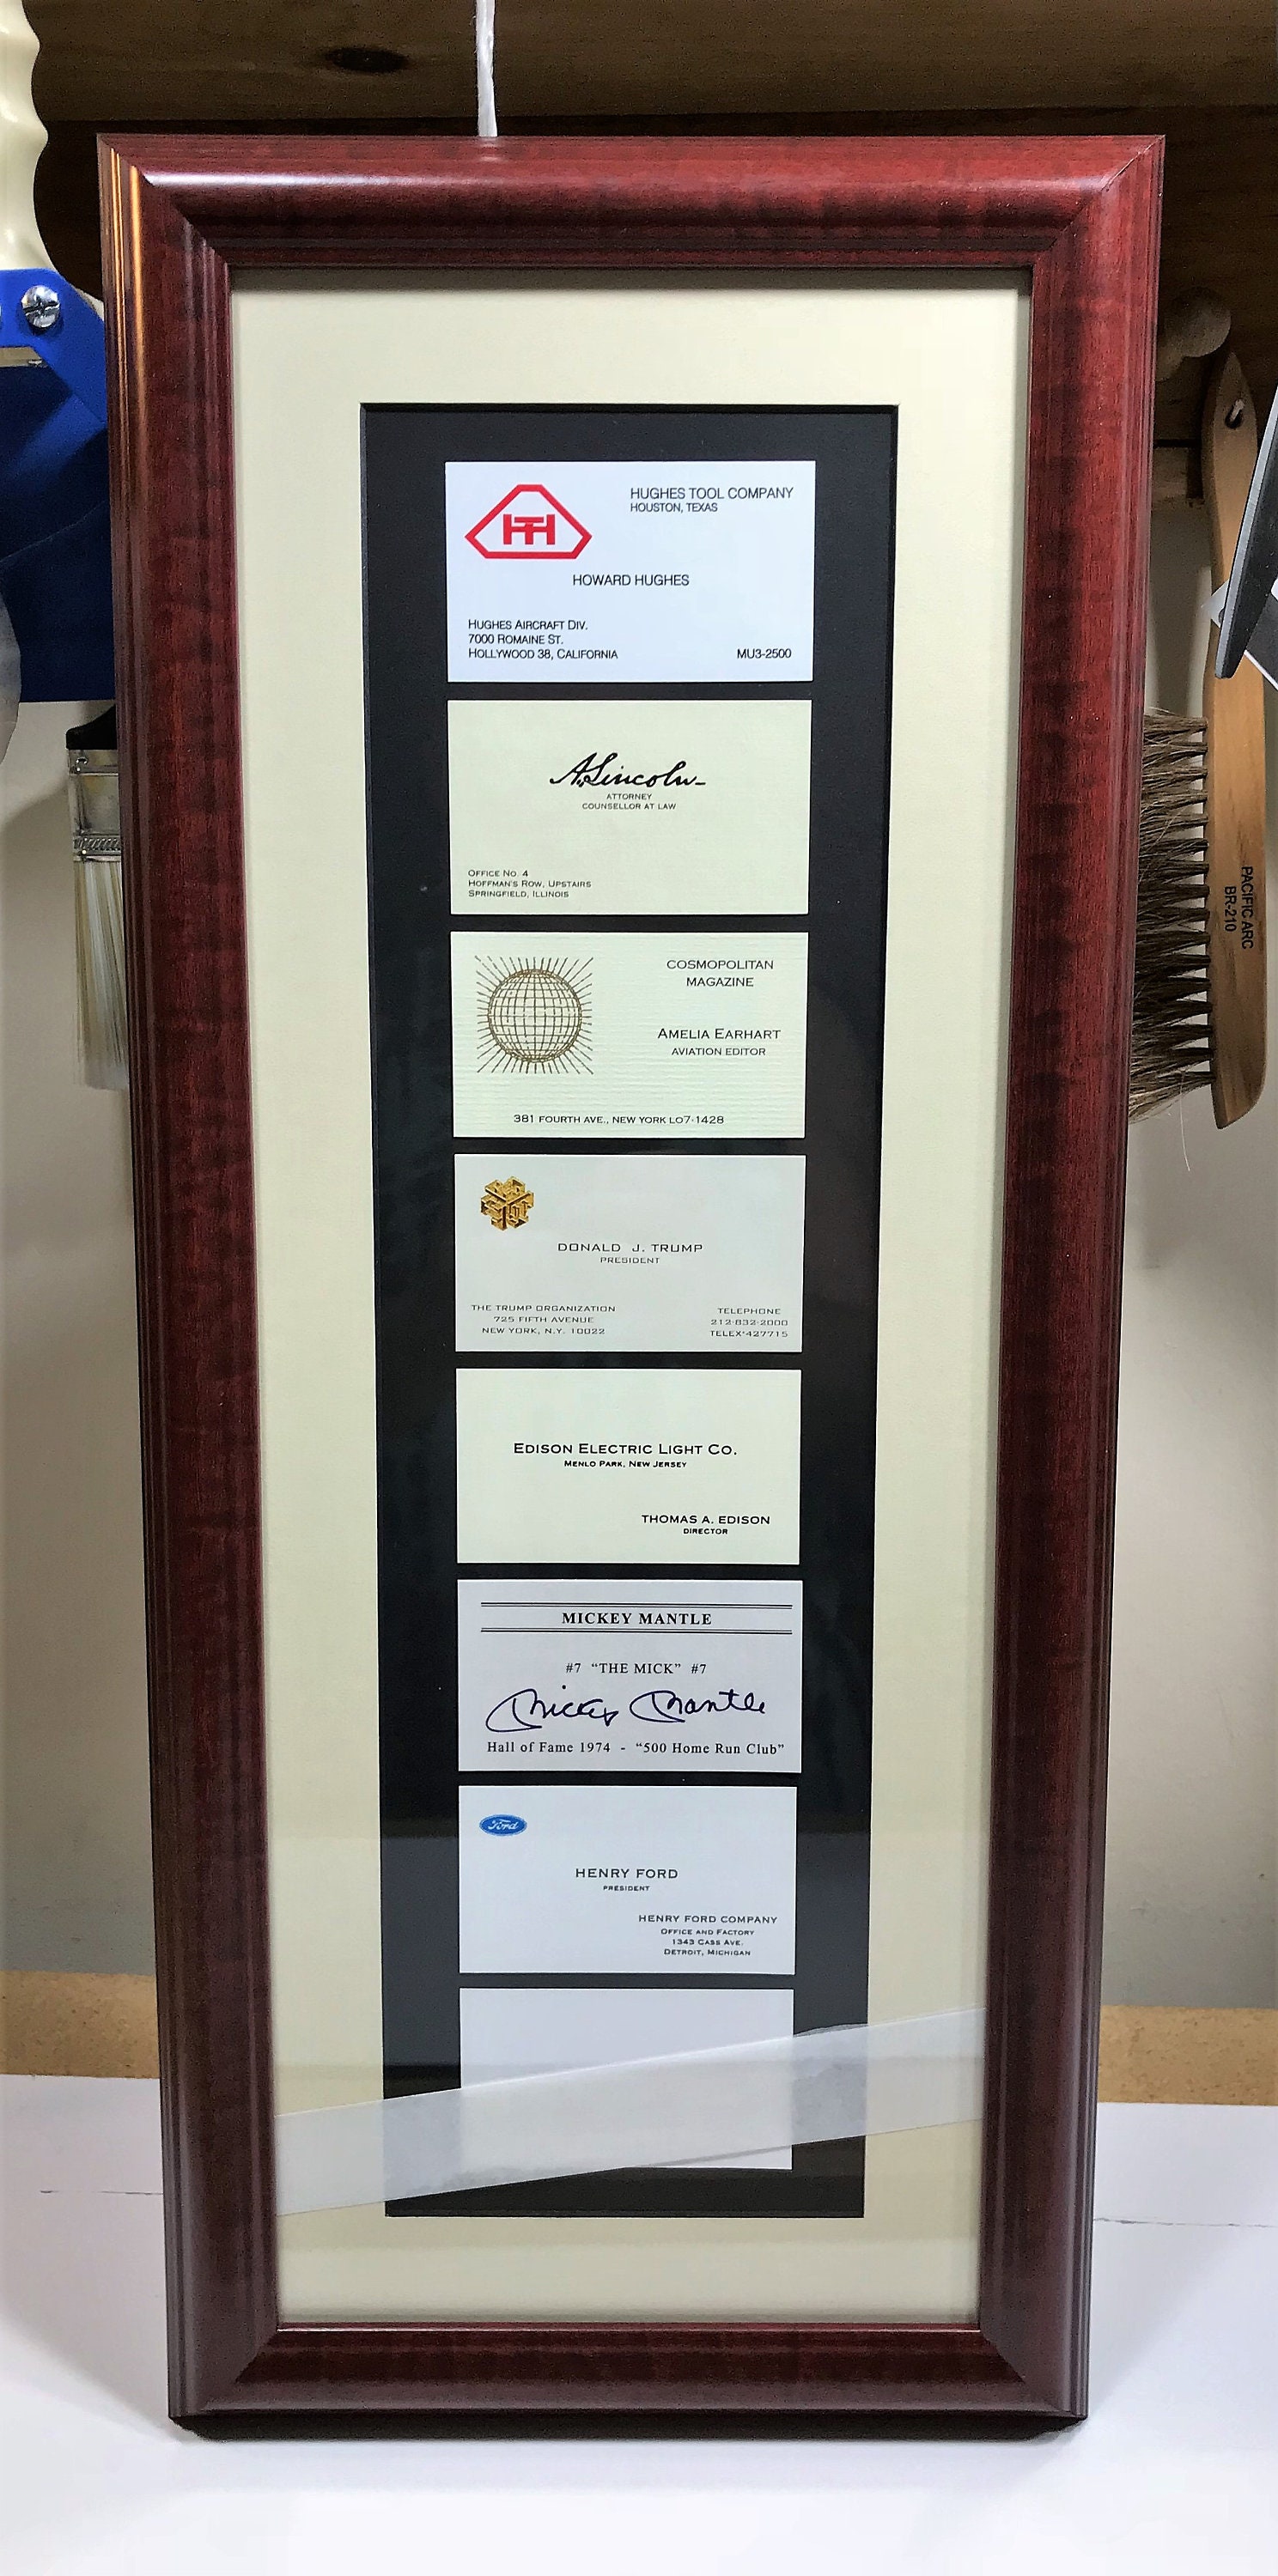 HUGHES TOOL COMPANY
HOUSTON, TEXAS
HTH
HOWARD HUGHES
HUGHES AIRCRAFT DIV.
7000 ROMAINE ST.
HOLLYWOOD 38, CALIFORNIA
MU3-2500
A. Lincoln
ATTORNEY
COUNSELLOR AT LAW
OFFICE NO. 4
HOFFMAN'S ROW, UPSTAIRS
SPRINGFIELD, ILLINOIS
COSMOPOLITAN
MAGAZINE
AMELIA EARHART
AVIATION EDITOR
381 FOURTH AVE., NEW YORK LO7-1428
DONALD J. TRUMP
PRESIDENT
THE TRUMP ORGANIZATION
725 FIFTH AVENUE
NEW YORK, N.Y. 10022
TELEPHONE
212·832·2000
TELEX·427715
EDISON ELECTRIC LIGHT CO.
MENLO PARK, NEW JERSEY
THOMAS A. EDISON
DIRECTOR
MICKEY MANTLE
#7 “THE MICK” #7
Mickey Mantle
Hall of Fame 1974 - “500 Home Run Club”
Ford
HENRY FORD
PRESIDENT
HENRY FORD COMPANY
OFFICE AND FACTORY
1343 CASS AVE.
DETROIT, MICHIGAN
PACIFIC ARC
BR-210